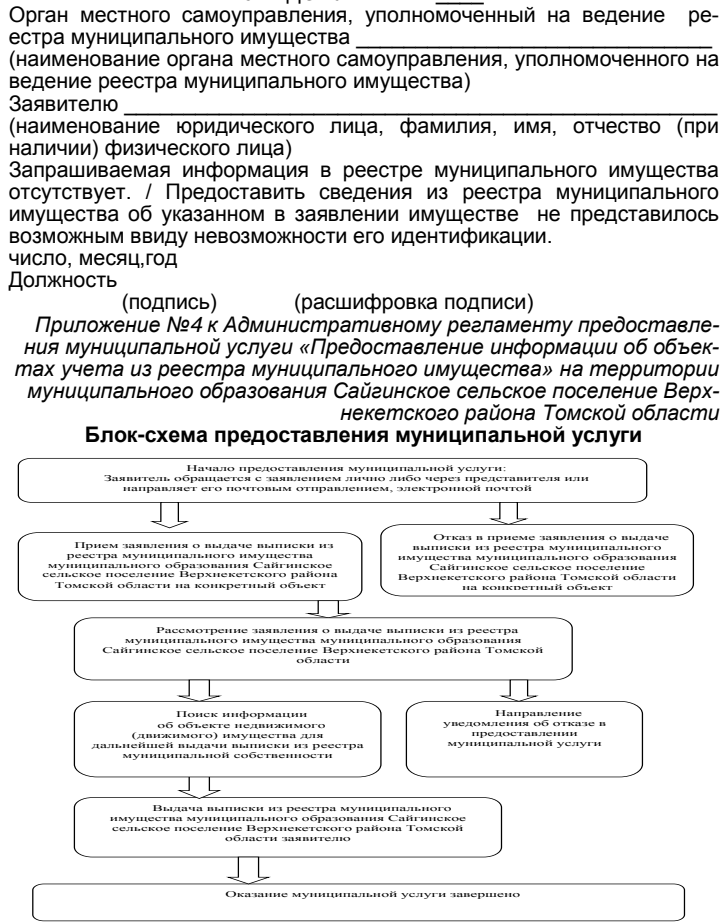 Орган местного самоуправления, уполномоченный на ведение ре-
естра муниципального имущества ______________________________
(наименование органа местного самоуправления, уполномоченного на
ведение реестра муниципального имущества)
Заявителю __________________________________________________
(наименование юридического лица, фамилия, имя, отчество (при
наличии) физического лица)
Запрашиваемая информация в реестре муниципального имущества
отсутствует. / Предоставить сведения из реестра муниципального
имущества об указанном в заявлении имуществе не представилось
возможным ввиду невозможности его идентификации.
число, месяц,год
Должность
(подпись) (расшифровка подписи)
Приложение №4 к Административному регламенту предоставле-
ния муниципальной услуги «Предоставление информации об объек-
тах учета из реестра муниципального имущества» на территории
муниципального образования Сайгинское сельское поселение Верх-
некетского района Томской области
Блок-схема предоставления муниципальной услуги
Начало предоставления муниципальной услуги:
Заявитель обращается с заявлением лично либо через представителя или
направляет его почтовым отправлением, электронной почтой
Прием заявления о выдаче выписки из
реестра муниципального имущества
муниципального образования Сайгинское
сельское поселение Верхнекетского района
Томской области на конкретный объект
Отказ в приеме заявления о выдаче
выписки из реестра муниципального
имущества муниципального образования
Сайгинское сельское поселение
Верхнекетского района Томской области
на конкретный объект
Рассмотрение заявления о выдаче выписки из реестра
муниципального имущества муниципального образования
Сайгинское сельское поселение Верхнекетского района Томской
области
Поиск информации
об объекте недвижимого
(движимого) имущества для
дальнейшей выдачи выписки из реестра
муниципальной собственности
Направление
уведомления об отказе в
предоставлении
муниципальной услуги
Выдача выписки из реестра муниципального
имущества муниципального образования Сайгинское
сельское поселение Верхнекетского района Томской
области заявителю
Оказание муниципальной услуги завершено